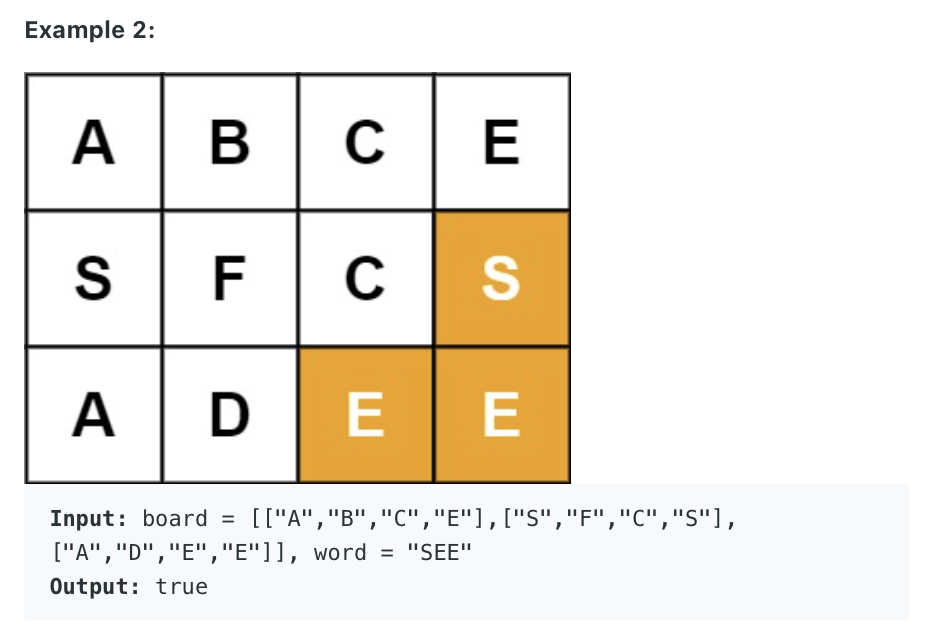 Example 2:
A B C E
S F C S
A D E E
Input: board = [["A","B","C","E"],["S","F","C","S"],
["A","D","E","E"]], word = "SEE"
Output: true